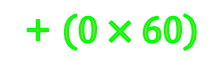 + (0 × 60)